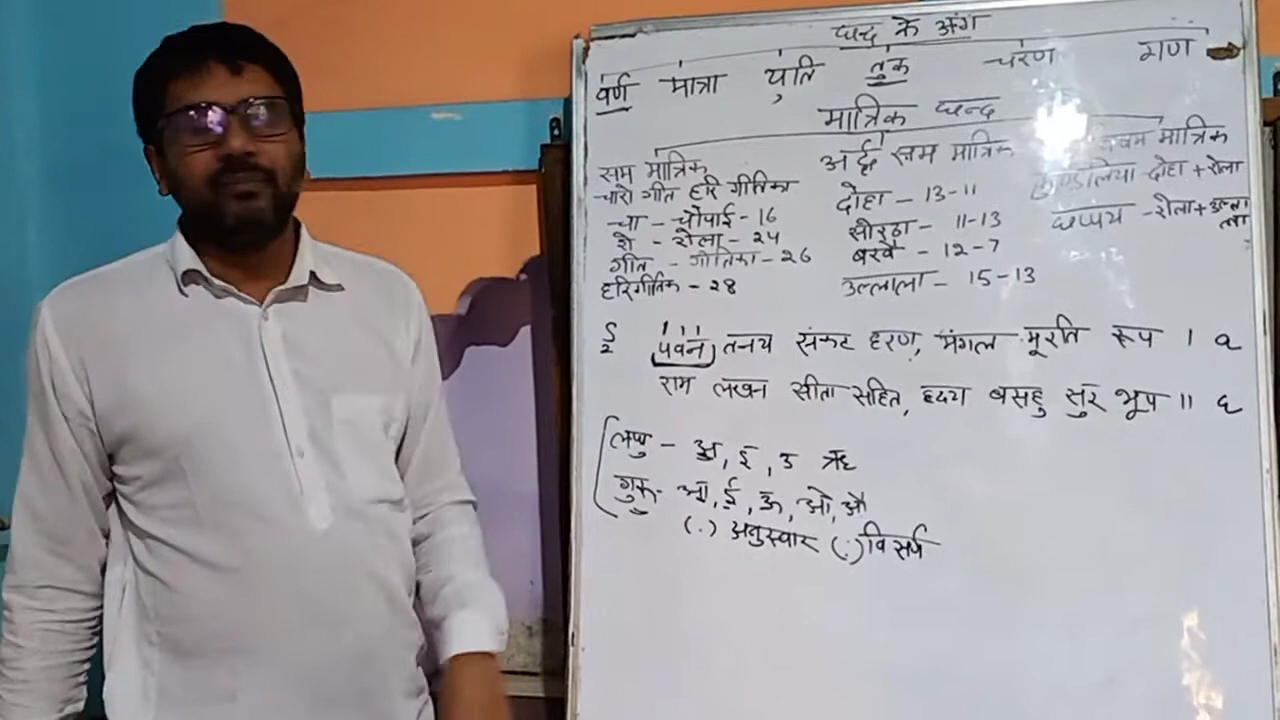 छन्द के अंग
वर्ण मात्रा यति तुक चरण गण
मात्रिक छन्द
सम मात्रिक अर्द्ध सम मात्रिक मात्रिक
चारो गीत हरि गीतिका दोहा - 13-11 दोहा + रोला
चा - चौपाई - 16 सोरठा - 11-13 छप्पय - रोला + उल्लाला
रो - रोला - 24 बरवै - 12-7
गीत - गीतिका - 26 उल्लाला - 15-13
हरिगीतिक - 28
S 2 । । । पवन तनय संकट हरण, मंगल मूरति रूप ।
राम लखन सीता सहित, हृदय बसहु सुर भूप ॥
लघु - अ, इ, उ ऋ
गुरू - आ, ई, ऊ, ओ, औ
(.) अनुस्वार (:) विसर्ग